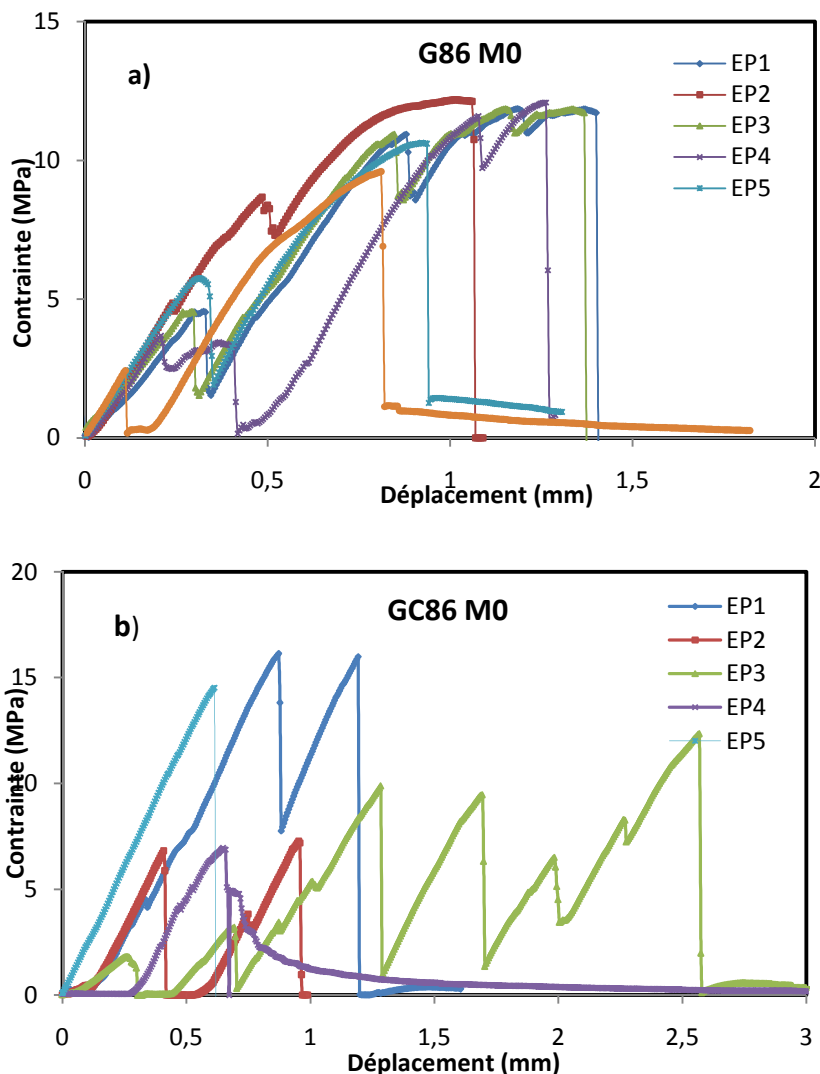 15
a)
G86 M0
EP1
EP2
EP3
EP4
EP5
10
5
0
Contrainte (MPa)
0 0,5 1 1,5 2
Déplacement (mm)
20
b)
GC86 M0
EP1
EP2
EP3
EP4
EP5
15
10
5
0
Contrainte (MPa)
0 0,5 1 1,5 2 2,5 3
Déplacement (mm)